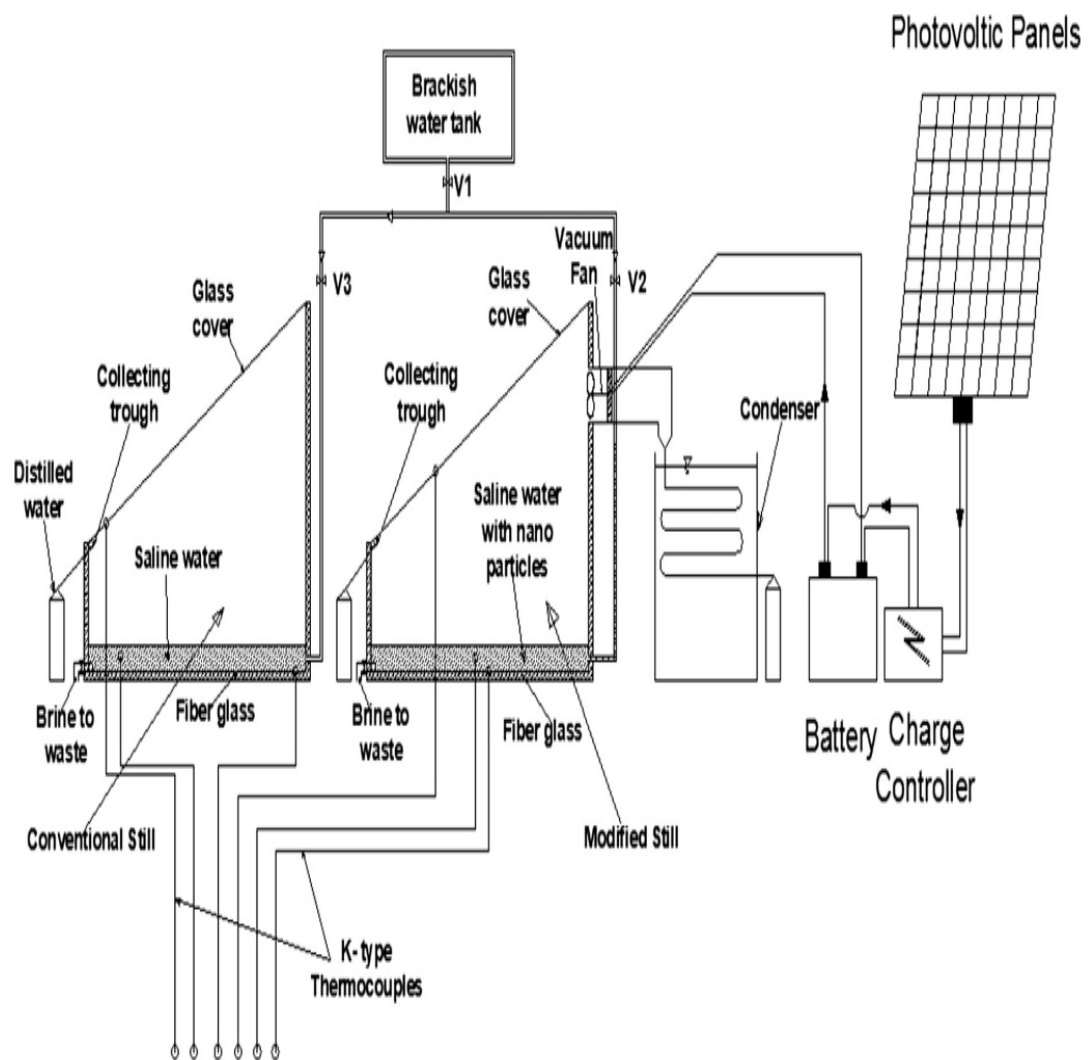 Photovoltic Panels
Brackish
water tank
V1
Vacuum
Fan
V3
V2
Glass
cover
Glass
cover
Collecting
trough
Collecting
trough
Condenser
Distilled
water
Saline water
Saline water
with nano
particles
Fiber glass
Fiber glass
Brine to
waste
Brine to
waste
Battery
Charge
Controller
Conventional Still
Modified Still
K- type
Thermocouples